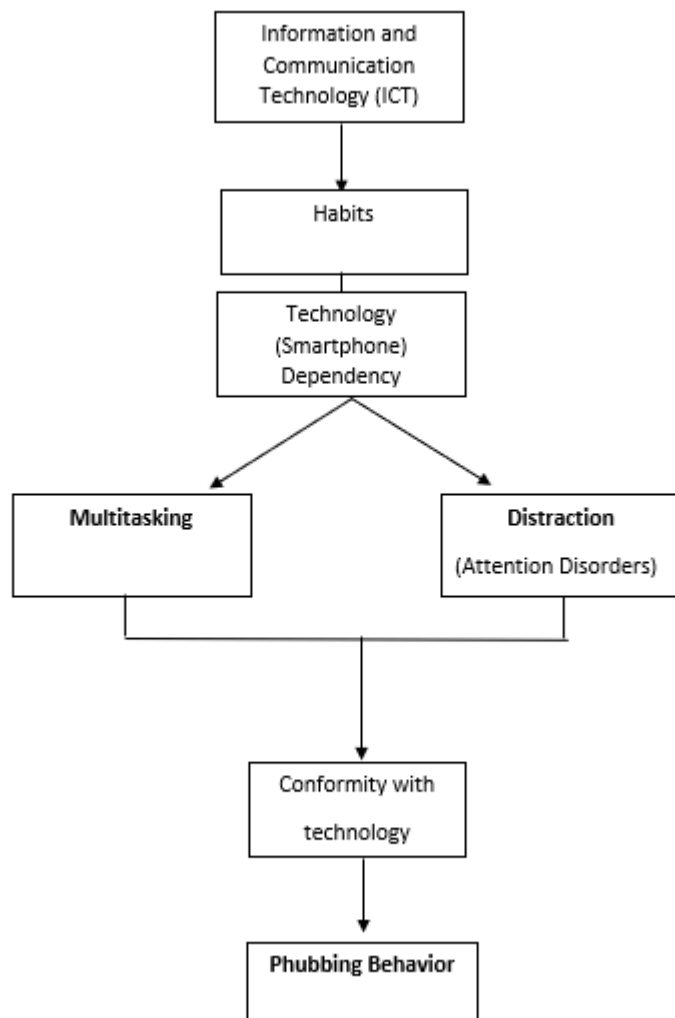 Information and
Communication
Technology (ICT)
Habits
Technology
(Smartphone)
Dependency
Multitasking
Distraction
(Attention Disorders)
Conformity with
technology
Phubbing Behavior